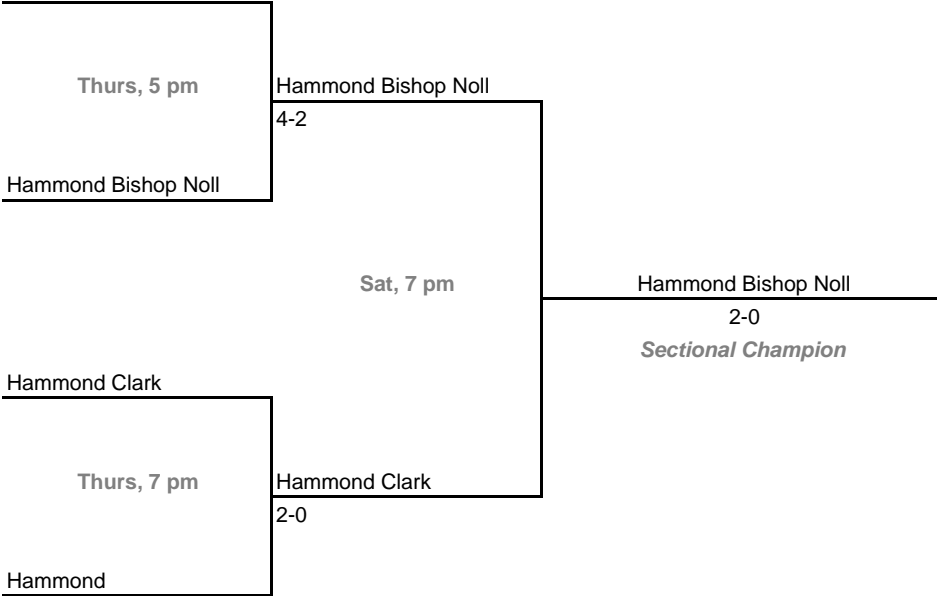 Thurs, 5 pm
Hammond Bishop Noll
4-2
Hammond Bishop Noll
Sat, 7 pm
Hammond Bishop Noll
2-0
Sectional Champion
Hammond Clark
Thurs, 7 pm
Hammond Clark
2-0
Hammond